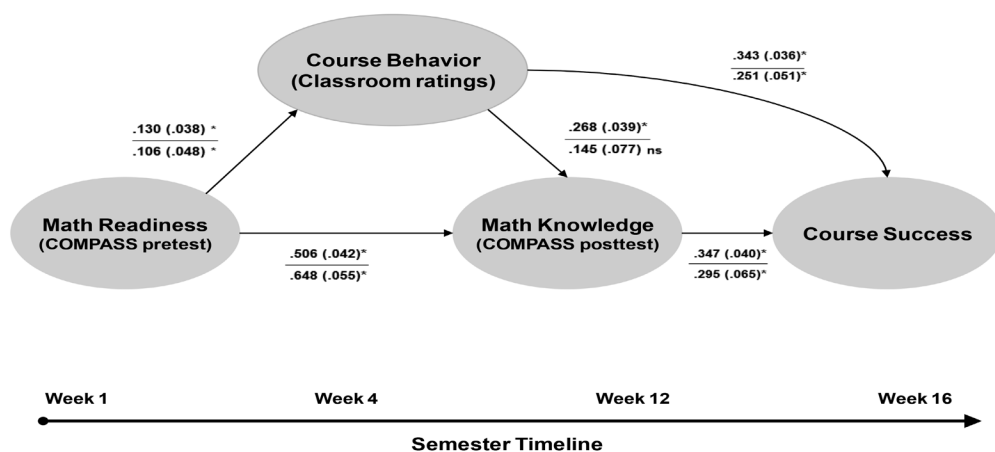 Course Behavior
(Classroom ratings)
.343 (.036)*
.251 (.051)*
.130 (.038) *
.106 (.048) *
.268 (.039)*
.145 (.077) ns
Math Readiness
(COMPASS pretest)
.506 (.042)*
.648 (.055)*
Math Knowledge
(COMPASS posttest)
.347 (.040)*
.295 (.065)*
Course Success
Week 1
Week 4
Week 12
Week 16
Semester Timeline